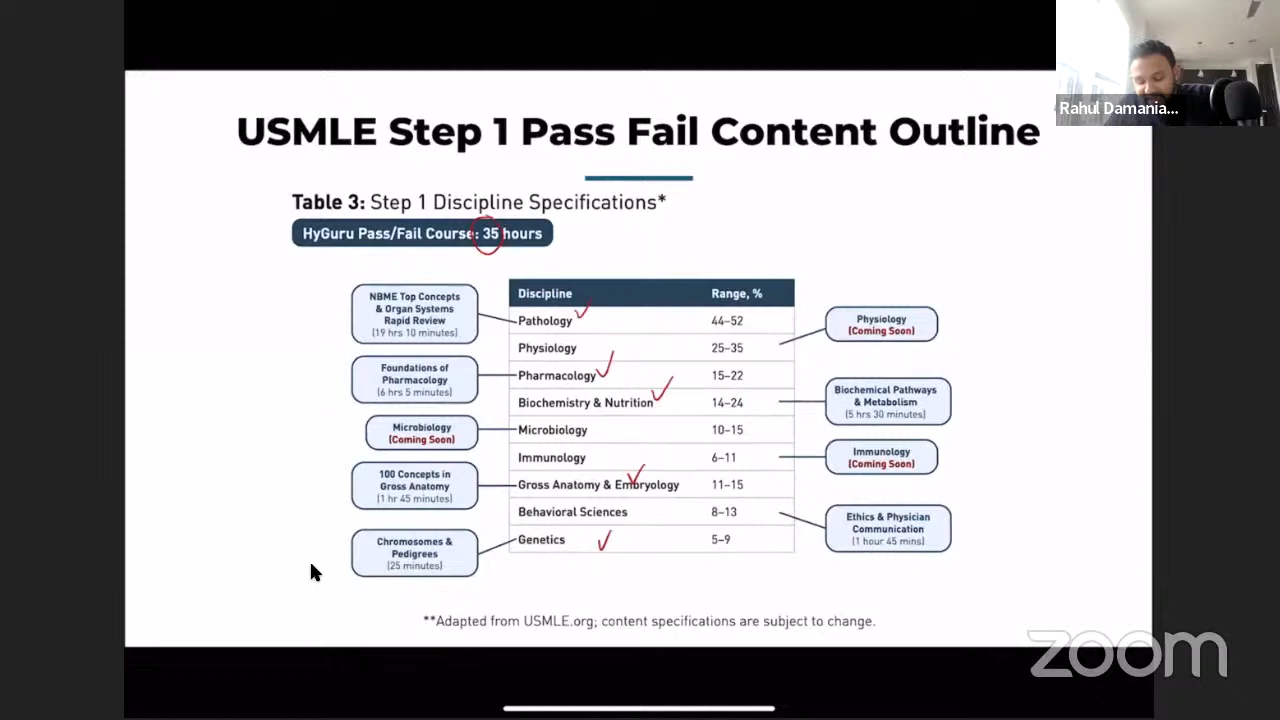 Rahul Damania...
USMLE Step 1 Pass Fail Content Outline
Table 3: Step 1 Discipline Specifications*
HyGuru Pass/Fail Course: 35 hours
NBME Top Concepts
& Organ Systems
Rapid Review
(19 hrs 10 minutes)
Foundations of
Pharmacology
(6 hrs 5 minutes)
Microbiology
(Coming Soon)
100 Concepts in
Gross Anatomy
(1 hr 45 minutes)
Chromosomes &
Pedigrees
(25 minutes)
Discipline Range, %
Pathology 44–52
Physiology 25–35
Pharmacology 15–22
Biochemistry & Nutrition 14–24
Microbiology 10–15
Immunology 6–11
Gross Anatomy & Embryology 11–15
Behavioral Sciences 8–13
Genetics 5–9
Physiology
(Coming Soon)
Biochemical Pathways
& Metabolism
(5 hrs 30 minutes)
Immunology
(Coming Soon)
Ethics & Physician
Communication
(1 hour 45 mins)
**Adapted from USMLE.org; content specifications are subject to change.
zoom